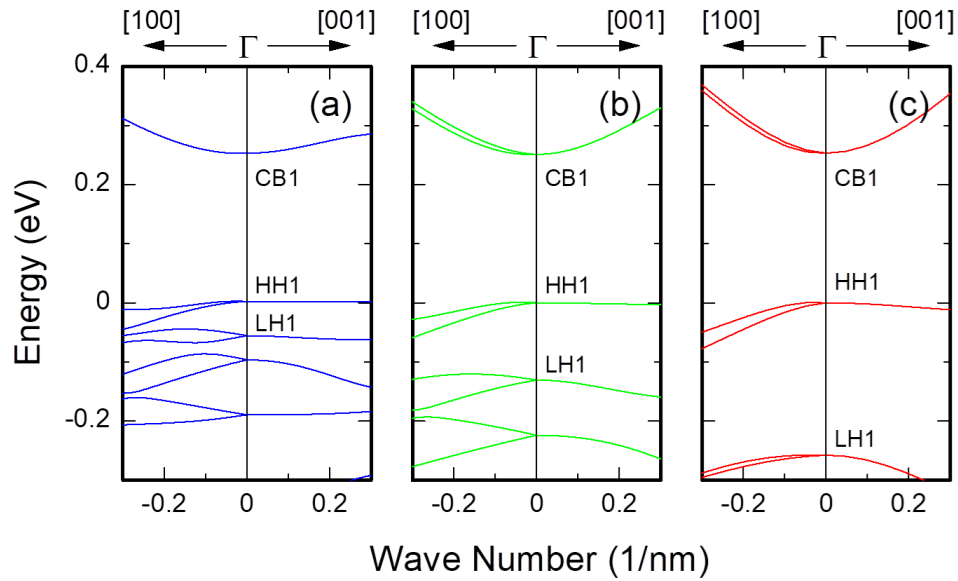 [100] [001] [100] [001] [100] [001]
Γ Γ Γ
0.4 (a) (b) (c)
0.2 CB1 CB1 CB1
HH1 HH1 HH1
0
LH1
LH1
-0.2
LH1
-0.2 0 0.2 -0.2 0 0.2 -0.2 0 0.2
Energy (eV)
Wave Number (1/nm)